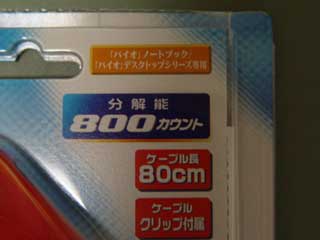 「バイオ」ノートブック/
「バイオ」デスクトップシリーズ専用
分解能
800カウント
ケーブル長
80cm
ケーブル
クリップ付属